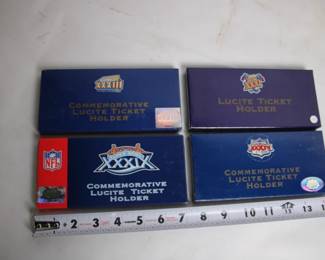 XXXIII
COMMEMORATIVE
LUCITE TICKET
HOLDER
LUCITE TICKET
HOLDER
NFL
XXXIX
COMMEMORATIVE
LUCITE TICKET
HOLDER
COMMEMORATIVE
LUCITE TICKET
HOLDER
2 3 4 5 6 7 8 9 10 11 13